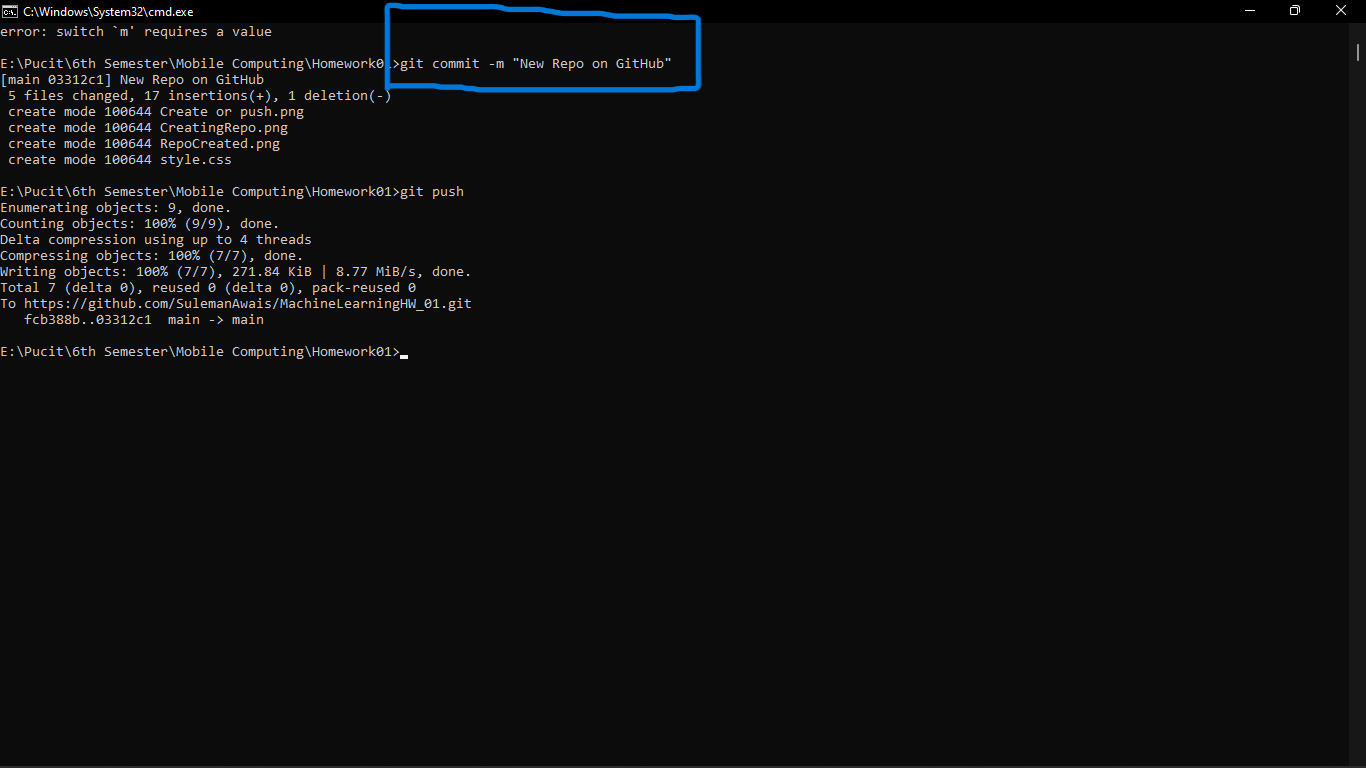 C:\Windows\System32\cmd.exe
error: switch `m' requires a value
E:\Pucit\6th Semester\Mobile Computing\Homework01>git commit -m "New Repo on GitHub"
[main 03312c1] New Repo on GitHub
 5 files changed, 17 insertions(+), 1 deletion(-)
 create mode 100644 Create or push.png
 create mode 100644 CreatingRepo.png
 create mode 100644 RepoCreated.png
 create mode 100644 style.css
E:\Pucit\6th Semester\Mobile Computing\Homework01>git push
Enumerating objects: 9, done.
Counting objects: 100% (9/9), done.
Delta compression using up to 4 threads
Compressing objects: 100% (7/7), done.
Writing objects: 100% (7/7), 271.84 KiB | 8.77 MiB/s, done.
Total 7 (delta 0), reused 0 (delta 0), pack-reused 0
To https://github.com/SulemanAwais/MachineLearningHW_01.git
   fcb388b..03312c1  main -> main
E:\Pucit\6th Semester\Mobile Computing\Homework01>